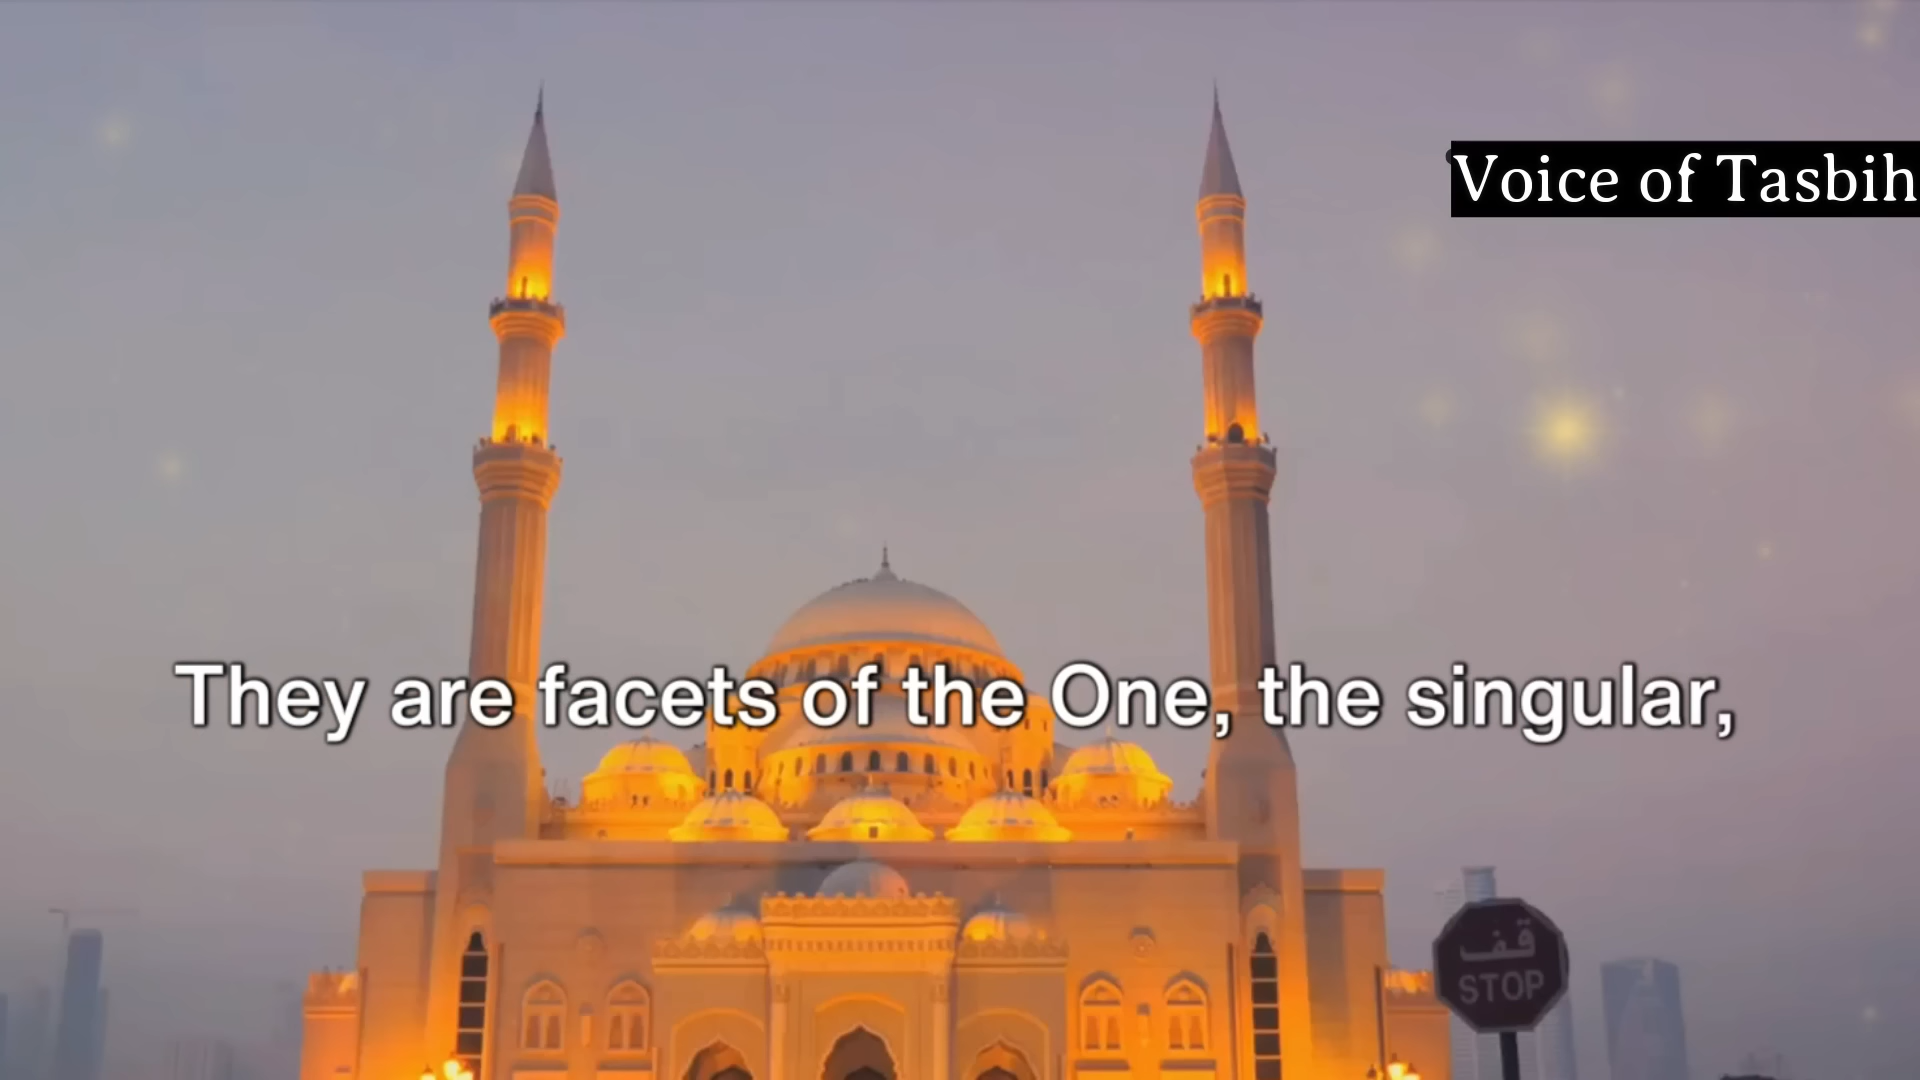 Voice of Tasbih
They are facets of the One, the singular,
قف
STOP